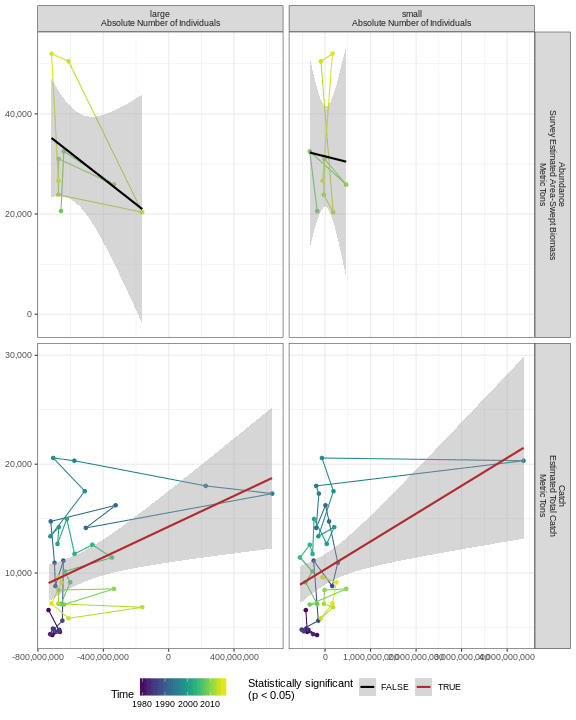 large
Absolute Number of Individuals
small
Absolute Number of Individuals
40,000
20,000
0
Abundance
Survey Estimated Area-Swept Biomass
Metric Tons
30,000
20,000
10,000
Catch
Estimated Total Catch
Metric Tons
-800,000,000
-400,000,000
0
400,000,000
0
1,000,000,000
2,000,000,000
3,000,000,000
4,000,000,000
Time
1980 1990 2000 2010
Statistically significant
(p < 0.05)
FALSE
TRUE